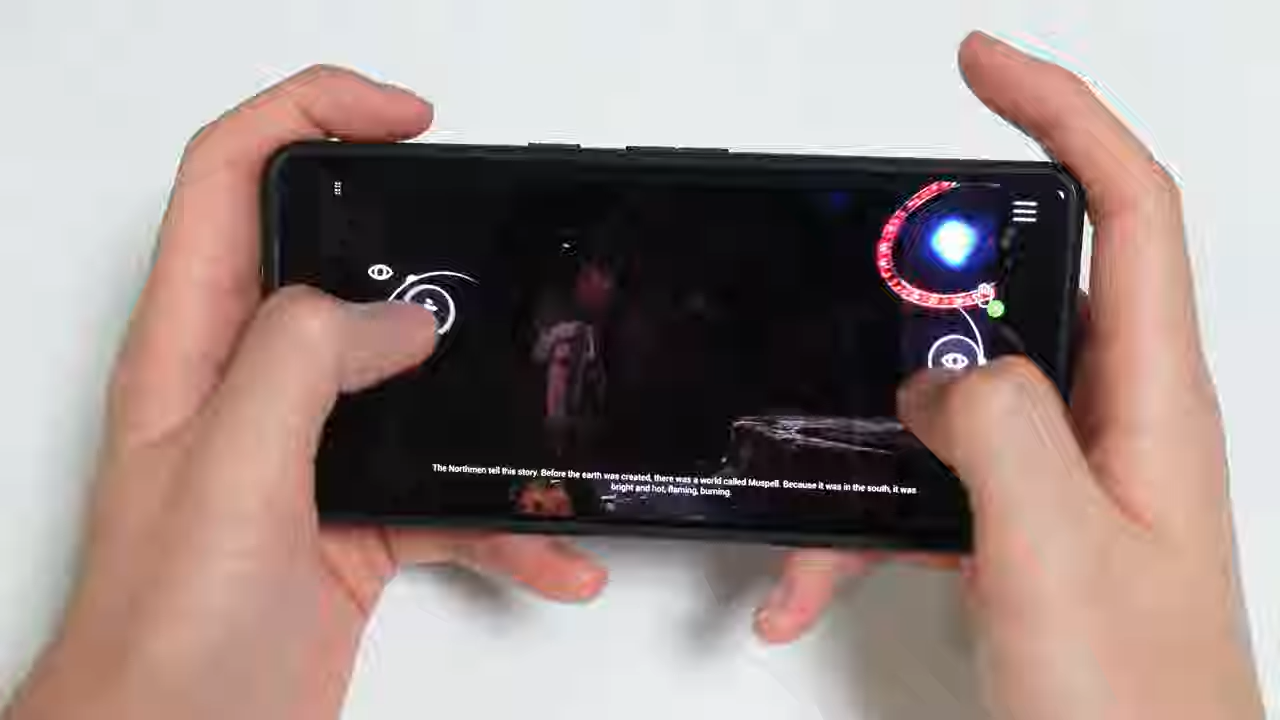 The Northmen tell this story. Before the earth was created, there was a world called Muspell. Because it was in the south, it was
bright and hot, flaming, burning.